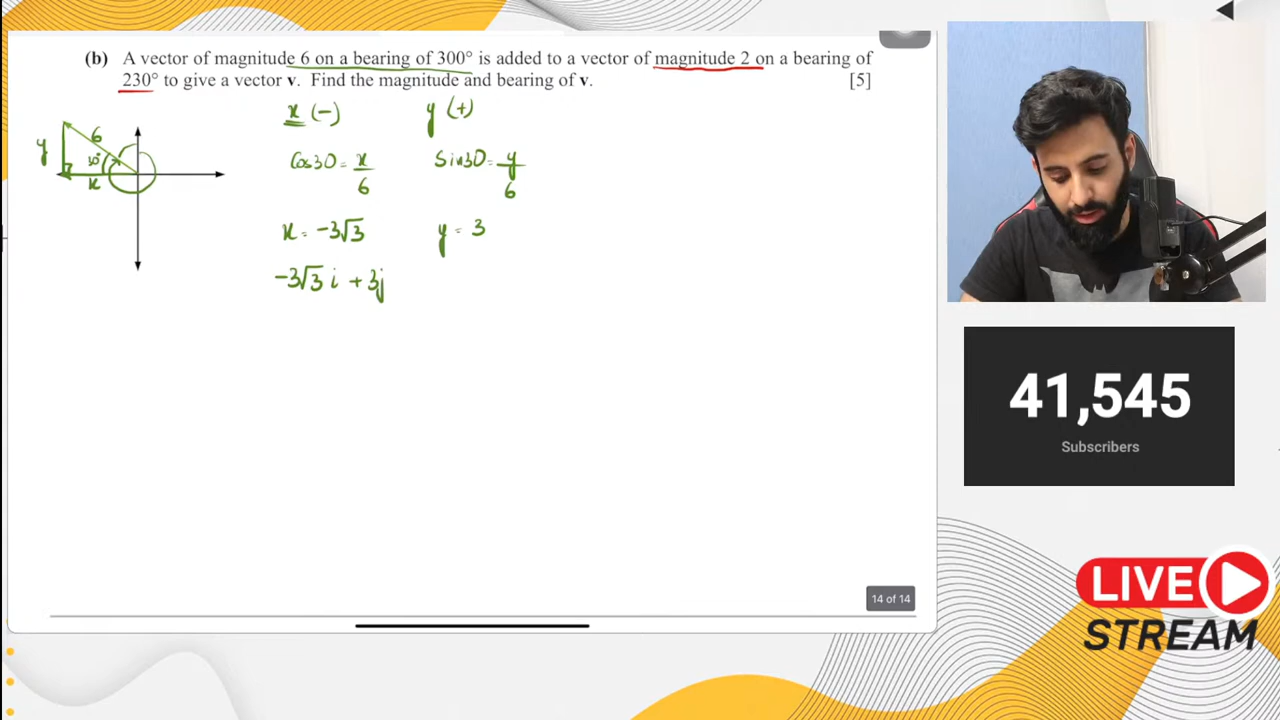 (b) A vector of magnitude 6 on a bearing of 300° is added to a vector of magnitude 2 on a bearing of
230° to give a vector v. Find the magnitude and bearing of v. [5]
x (-) y (+)
y 6 30° x
Cos30 = x/6 Sin30 = y/6
x = -3√3 y = 3
-3√3 i + 3j
14 of 14
41,545
Subscribers
LIVE
STREAM